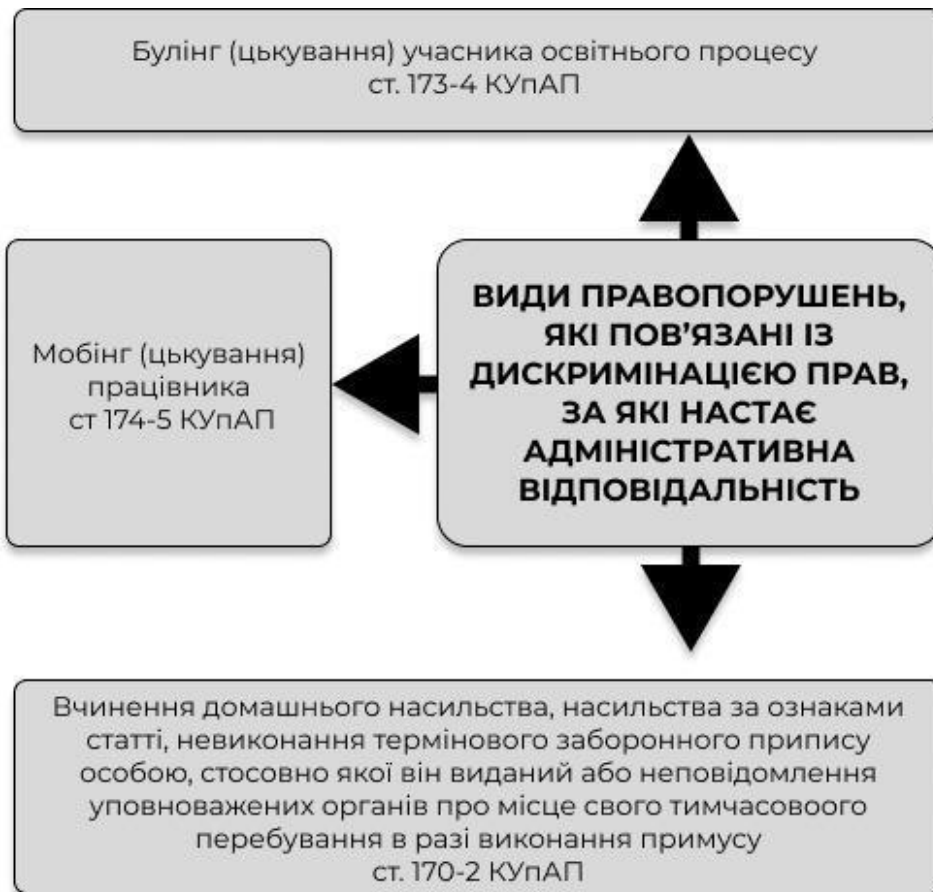 Булінг (цькування) учасника освітнього процесу
ст. 173-4 КУпАП
Мобінг (цькування)
працівника
ст 174-5 КУпАП
ВИДИ ПРАВОПОРУШЕНЬ,
ЯКІ ПОВ’ЯЗАНІ ІЗ
ДИСКРИМІНАЦІЄЮ ПРАВ,
ЗА ЯКІ НАСТАЄ
АДМІНІСТРАТИВНА
ВІДПОВІДАЛЬНІСТЬ
Вчинення домашнього насильства, насильства за ознаками
статті, невиконання термінового заборонного припису
особою, стосовно якої він виданий або неповідомлення
уповноважених органів про місце свого тимчасовоого
перебування в разі виконання примусу
ст. 170-2 КУпАП